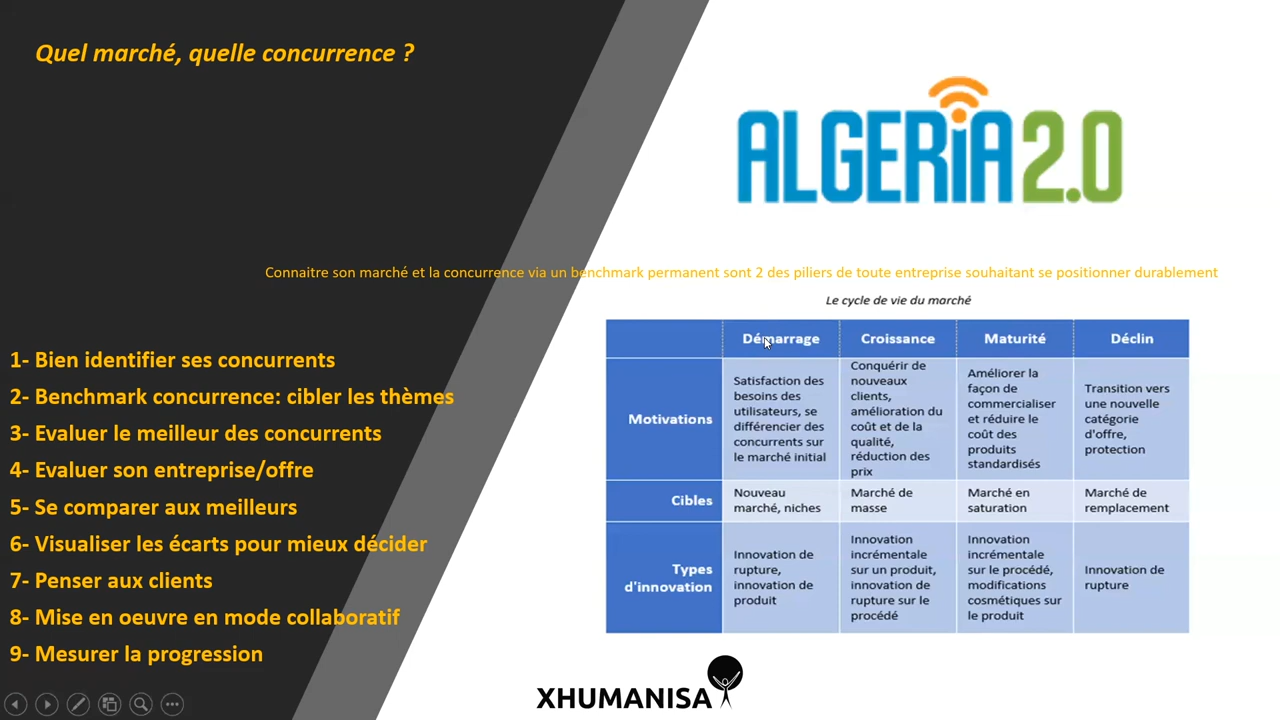 Quel marché, quelle concurrence ?
ALGERiA 2.0
Connaitre son marché et la concurrence via un benchmark permanent sont 2 des piliers de toute entreprise souhaitant se positionner durablement
1- Bien identifier ses concurrents
2- Benchmark concurrence: cibler les thèmes
3- Evaluer le meilleur des concurrents
4- Evaluer son entreprise/offre
5- Se comparer aux meilleurs
6- Visualiser les écarts pour mieux décider
7- Penser aux clients
8- Mise en oeuvre en mode collaboratif
9- Mesurer la progression
Le cycle de vie du marché
Démarrage
Croissance
Maturité
Déclin
Motivations
Satisfaction des
besoins des
utilisateurs, se
différencier des
concurrents sur
le marché initial
Conquérir de
nouveaux
clients,
amélioration du
coût et de la
qualité,
réduction des
prix
Améliorer la
façon de
commercialiser
et réduire le
coût des
produits
standardisés
Transition vers
une nouvelle
catégorie
d'offre,
protection
Cibles
Nouveau
marché, niches
Marché de
masse
Marché en
saturation
Marché de
remplacement
Types
d'innovation
Innovation de
rupture,
innovation de
produit
Innovation
incrémentale
sur un produit,
innovation de
rupture sur le
procédé
Innovation
incrémentale
sur le procédé,
modifications
cosmétiques sur
le produit
Innovation de
rupture
XHUMANISA